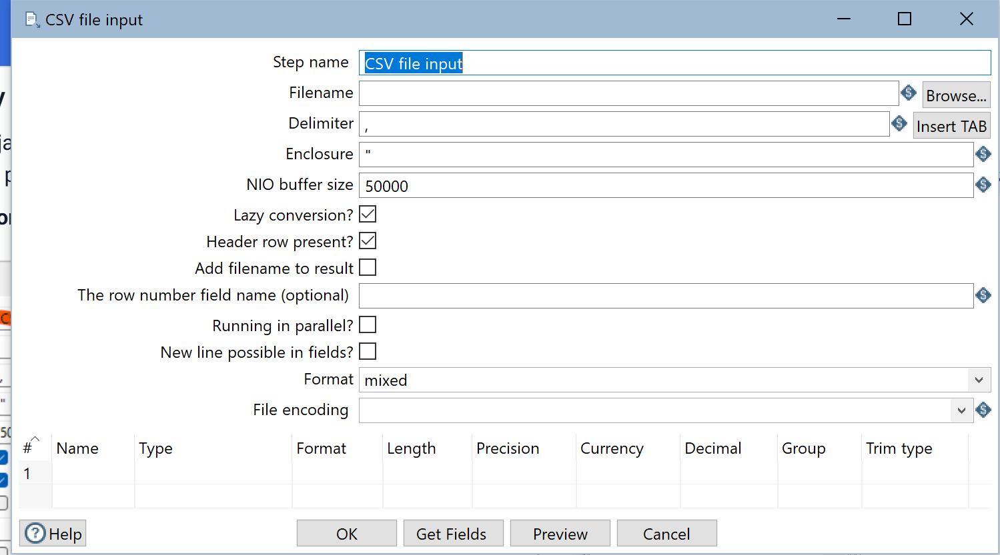 CSV file input
Step name CSV file input
Filename Browse...
Delimiter , Insert TAB
Enclosure "
NIO buffer size 50000
Lazy conversion?
Header row present?
Add filename to result
The row number field name (optional)
Running in parallel?
New line possible in fields?
Format mixed
File encoding
# Name Type Format Length Precision Currency Decimal Group Trim type
1
Help OK Get Fields Preview Cancel